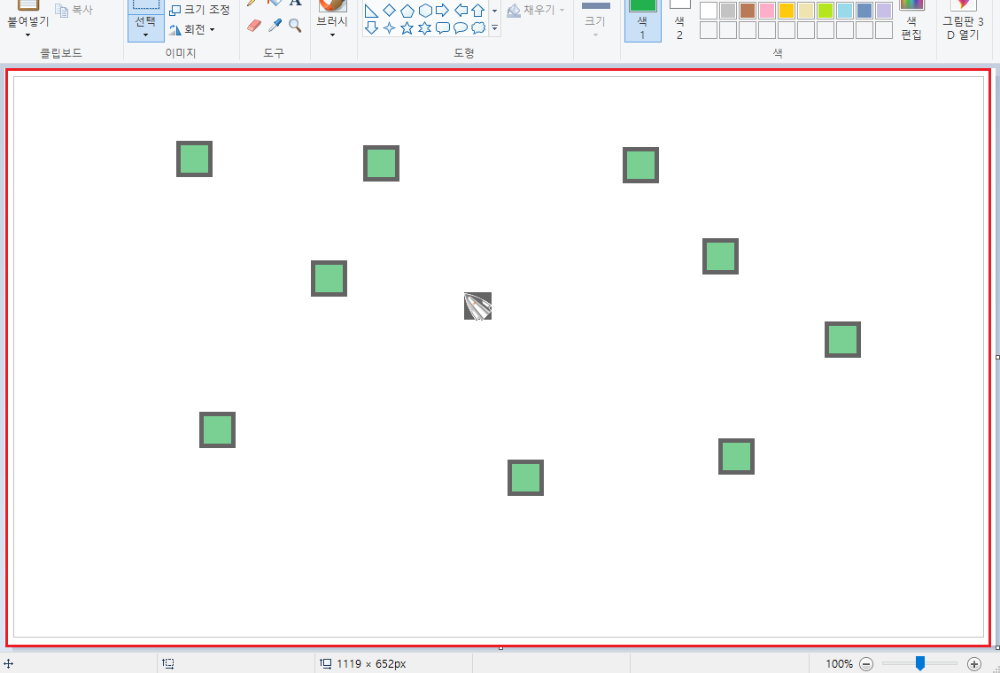 붙여넣기
복사
선택
크기 조정
회전
A
브러시
채우기
크기
색
1
색
2
색
편집
그림판 3
D 열기
클립보드
이미지
도구
도형
색
1119 × 652px
100%